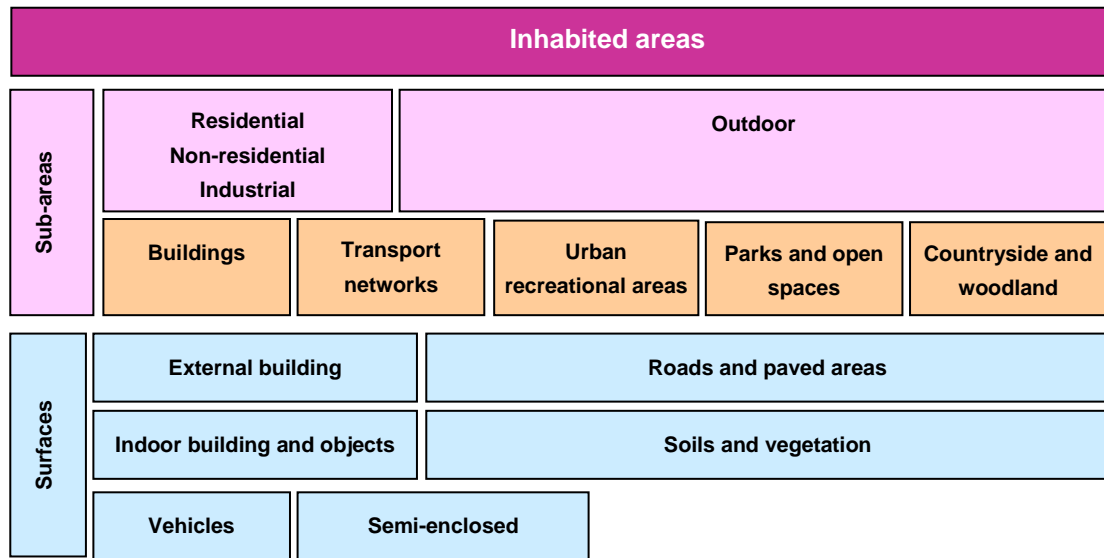 Inhabited areas
Sub-areas
Residential
Non-residential
Industrial
Outdoor
Buildings
Transport
networks
Urban
recreational areas
Parks and open
spaces
Countryside and
woodland
Surfaces
External building
Roads and paved areas
Indoor building and objects
Soils and vegetation
Vehicles
Semi-enclosed